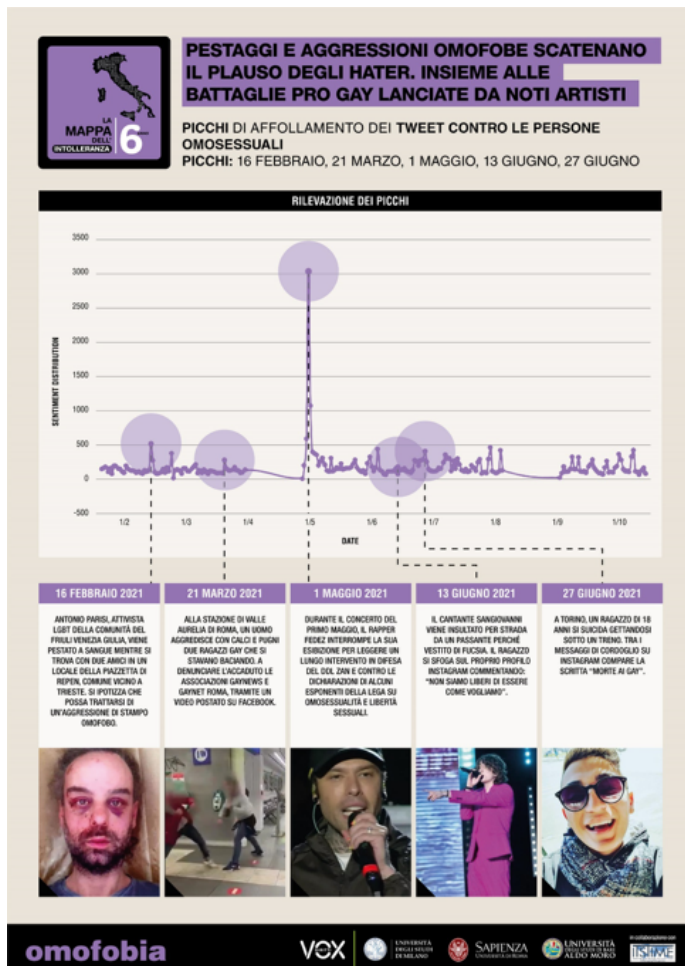 LA
MAPPA
DELL'
INTOLLERANZA
6
PESTAGGI E AGGRESSIONI OMOFOBE SCATENANO
IL PLAUSO DEGLI HATER. INSIEME ALLE
BATTAGLIE PRO GAY LANCIATE DA NOTI ARTISTI
PICCHI DI AFFOLLAMENTO DEI TWEET CONTRO LE PERSONE
OMOSESSUALI
PICCHI: 16 FEBBRAIO, 21 MARZO, 1 MAGGIO, 13 GIUGNO, 27 GIUGNO
RILEVAZIONE DEI PICCHI
SENTIMENT DISTRIBUTION
3500
3000
2500
2000
1500
1000
500
0
-500
1/2 1/3 1/4 1/5 1/6 1/7 1/8 1/9 1/10
DATE
16 FEBBRAIO 2021
ANTONIO PARISI, ATTIVISTA
LGBT DELLA COMUNITÀ DEL
FRIULI VENEZIA GIULIA, VIENE
PESTATO A SANGUE MENTRE SI
TROVA CON DUE AMICI IN UN
LOCALE DELLA PIAZZETTA DI
REPEN, COMUNE VICINO A
TRIESTE. SI IPOTIZZA CHE
POSSA TRATTARSI DI
UN'AGGRESSIONE DI STAMPO
OMOFOBO.
21 MARZO 2021
ALLA STAZIONE DI VALLE
AURELIA DI ROMA, UN UOMO
AGGREDISCE CON CALCI E PUGNI
DUE RAGAZZI GAY CHE SI
STAVANO BACIANDO. A
DENUNCIARE L'ACCADUTO LE
ASSOCIAZIONI GAYNEWS E
GAYNET ROMA, TRAMITE UN
VIDEO POSTATO SU FACEBOOK.
1 MAGGIO 2021
DURANTE IL CONCERTO DEL
PRIMO MAGGIO, IL RAPPER
FEDEZ INTERROMPE LA SUA
ESIBIZIONE PER LEGGERE UN
LUNGO INTERVENTO IN DIFESA
DEL DDL ZAN E CONTRO LE
DICHIARAZIONI DI ALCUNI
ESPONENTI DELLA LEGA SU
OMOSESSUALITÀ E LIBERTÀ
SESSUALI.
13 GIUGNO 2021
IL CANTANTE SANGIOVANNI
VIENE INSULTATO PER STRADA
DA UN PASSANTE PERCHÉ
VESTITO DI FUCSIA. IL RAGAZZO
SI SFOGA SUL PROPRIO PROFILO
INSTAGRAM COMMENTANDO:
"NON SIAMO LIBERI DI ESSERE
COME VOGLIAMO".
27 GIUGNO 2021
A TORINO, UN RAGAZZO DI 18
ANNI SI SUICIDA GETTANDOSI
SOTTO UN TRENO. TRA I
MESSAGGI DI CORDOGLIO SU
INSTAGRAM COMPARE LA
SCRITTA "MORTE AI GAY".
omofobia
VOX
UNIVERSITÀ
DEGLI STUDI
DI MILANO
SAPIENZA
UNIVERSITÀ DI ROMA
UNIVERSITÀ
DEGLI STUDI DI BARI
ALDO MORO
in collaborazione con